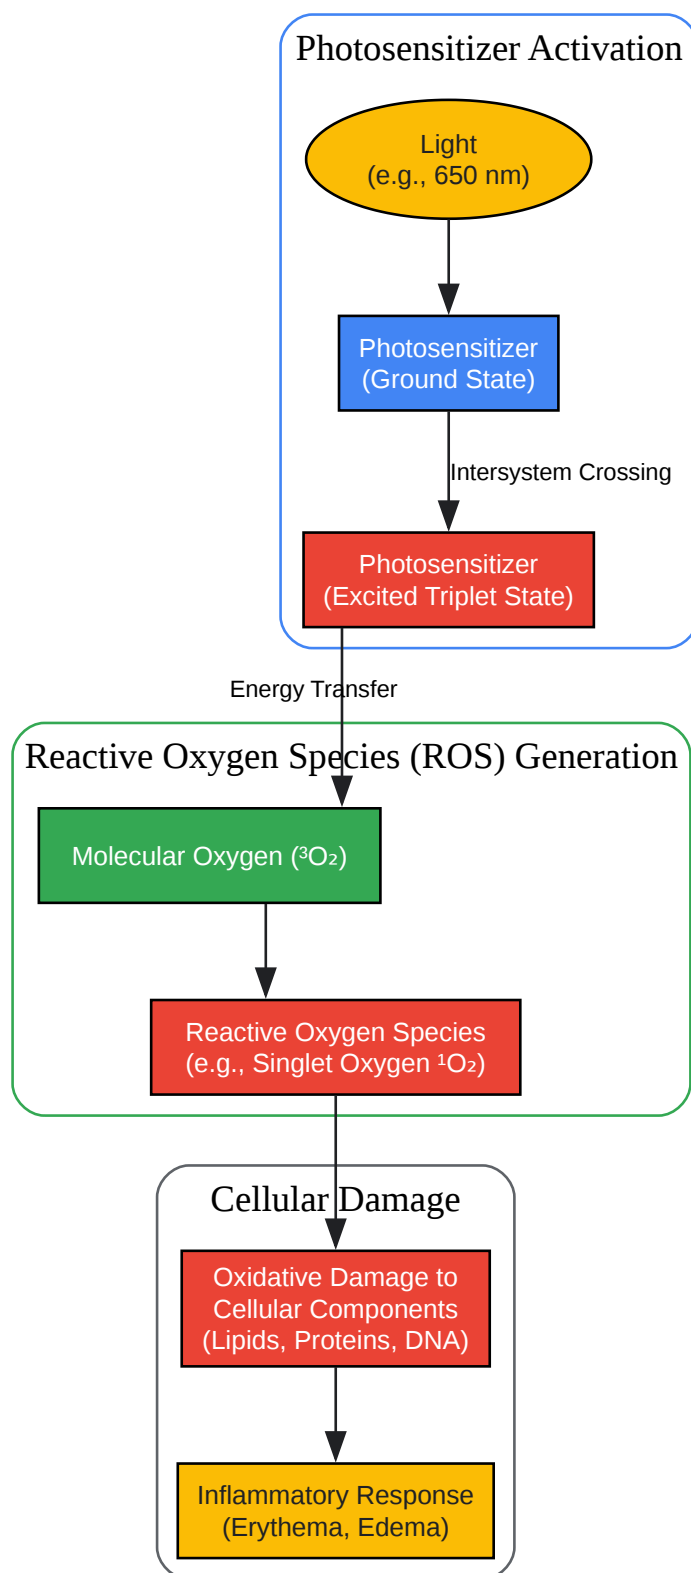 Photosensitizer Activation
Light
(e.g., 650 nm)
Photosensitizer
(Ground State)
Intersystem Crossing
Photosensitizer
(Excited Triplet State)
Energy Transfer
Reactive Oxygen Species (ROS) Generation
Molecular Oxygen (³O₂)
Reactive Oxygen Species
(e.g., Singlet Oxygen ¹O₂)
Cellular Damage
Oxidative Damage to
Cellular Components
(Lipids, Proteins, DNA)
Inflammatory Response
(Erythema, Edema)